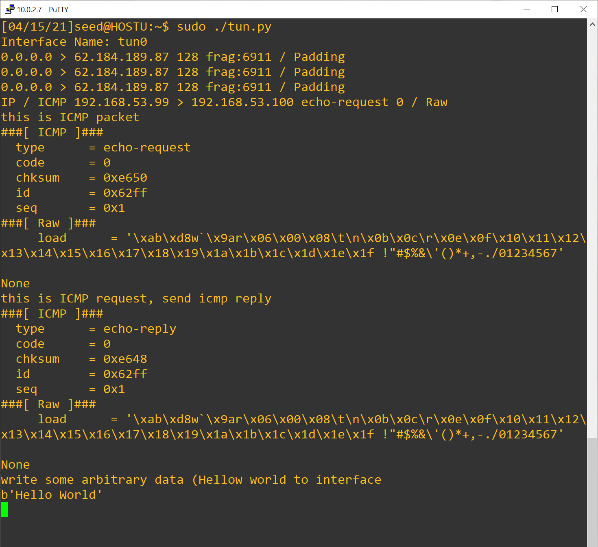 10.0.2.7 - PuTTY
[04/15/21]seed@HOSTU:~$ sudo ./tun.py
Interface Name: tun0
0.0.0.0 > 62.184.189.87 128 frag:6911 / Padding
0.0.0.0 > 62.184.189.87 128 frag:6911 / Padding
0.0.0.0 > 62.184.189.87 128 frag:6911 / Padding
IP / ICMP 192.168.53.99 > 192.168.53.100 echo-request 0 / Raw
this is ICMP packet
###[ ICMP ]###
  type      = echo-request
  code      = 0
  chksum    = 0xe650
  id        = 0x62ff
  seq       = 0x1
###[ Raw ]###
     load      = '\xab\xd8w`\x9ar\x06\x00\x08\t\n\x0b\x0c\r\x0e\x0f\x10\x11\x12\
x13\x14\x15\x16\x17\x18\x19\x1a\x1b\x1c\x1d\x1e\x1f !"#$%&\'()*+,-./01234567'
None
this is ICMP request, send icmp reply
###[ ICMP ]###
  type      = echo-reply
  code      = 0
  chksum    = 0xe648
  id        = 0x62ff
  seq       = 0x1
###[ Raw ]###
     load      = '\xab\xd8w`\x9ar\x06\x00\x08\t\n\x0b\x0c\r\x0e\x0f\x10\x11\x12\
x13\x14\x15\x16\x17\x18\x19\x1a\x1b\x1c\x1d\x1e\x1f !"#$%&\'()*+,-./01234567'
None
write some arbitrary data (Hellow world to interface
b'Hello World'